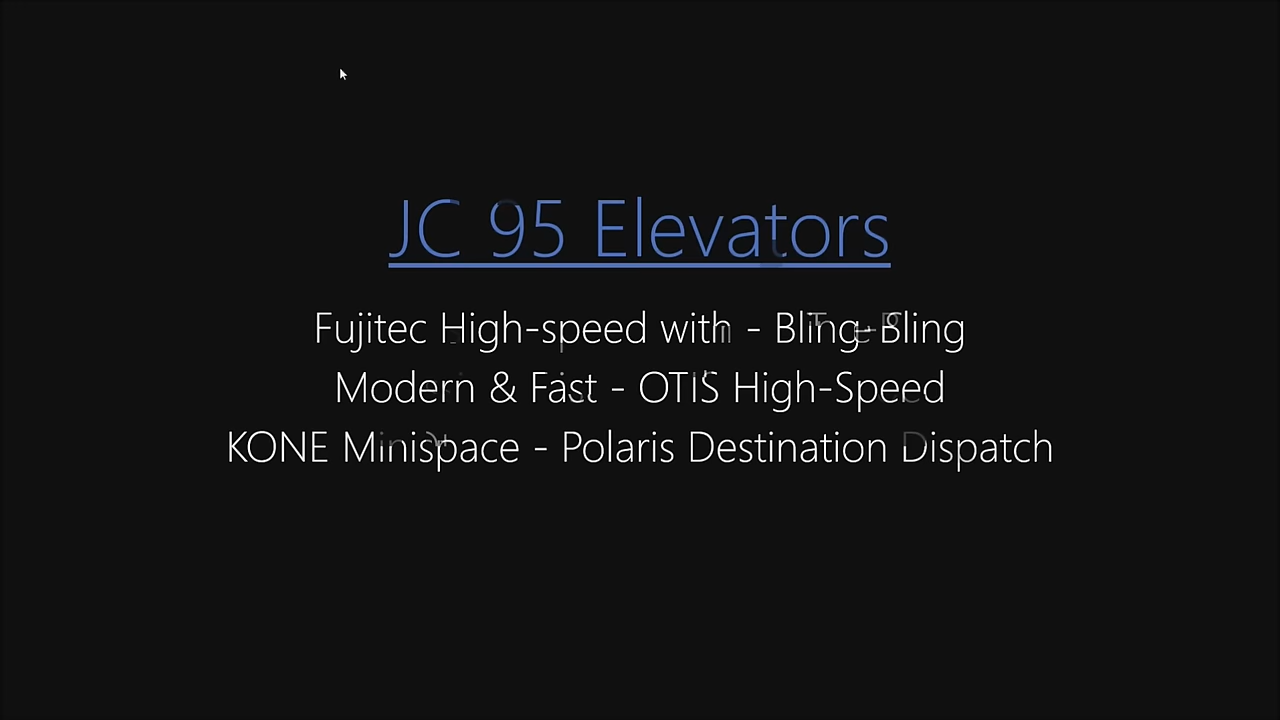 JC 95 Elevators
Fujitec High-speed with - Bling-Bling
Modern & Fast - OTIS High-Speed
KONE Minispace - Polaris Destination Dispatch